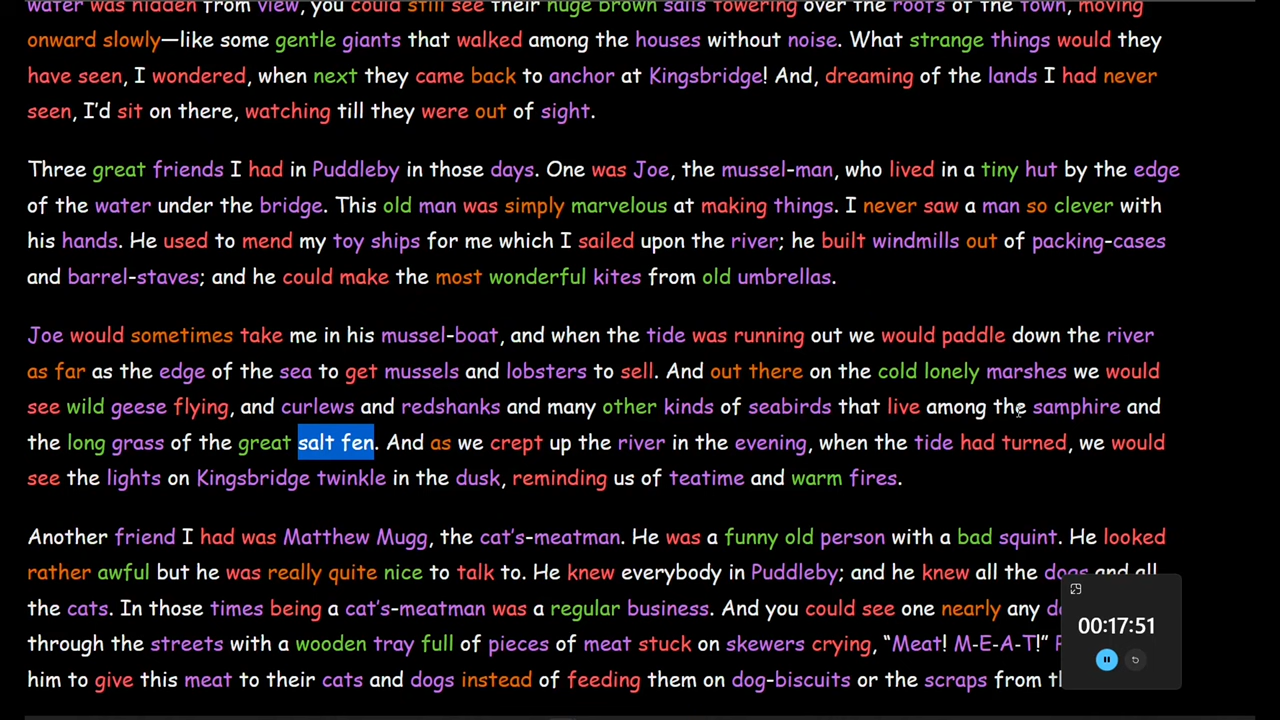 water was hidden from view, you could still see their huge brown sails towering over the roofs of the town, moving
onward slowly—like some gentle giants that walked among the houses without noise. What strange things would they
have seen, I wondered, when next they came back to anchor at Kingsbridge! And, dreaming of the lands I had never
seen, I’d sit on there, watching till they were out of sight.
Three great friends I had in Puddleby in those days. One was Joe, the mussel-man, who lived in a tiny hut by the edge
of the water under the bridge. This old man was simply marvelous at making things. I never saw a man so clever with
his hands. He used to mend my toy ships for me which I sailed upon the river; he built windmills out of packing-cases
and barrel-staves; and he could make the most wonderful kites from old umbrellas.
Joe would sometimes take me in his mussel-boat, and when the tide was running out we would paddle down the river
as far as the edge of the sea to get mussels and lobsters to sell. And out there on the cold lonely marshes we would
see wild geese flying, and curlews and redshanks and many other kinds of seabirds that live among the samphire and
the long grass of the great salt fen. And as we crept up the river in the evening, when the tide had turned, we would
see the lights on Kingsbridge twinkle in the dusk, reminding us of teatime and warm fires.
Another friend I had was Matthew Mugg, the cat’s-meatman. He was a funny old person with a bad squint. He looked
rather awful but he was really quite nice to talk to. He knew everybody in Puddleby; and he knew all the dogs and all
the cats. In those times being a cat’s-meatman was a regular business. And you could see one nearly any
through the streets with a wooden tray full of pieces of meat stuck on skewers crying, “Meat! M-E-A-T!”
him to give this meat to their cats and dogs instead of feeding them on dog-biscuits or the scraps from
00:17:51